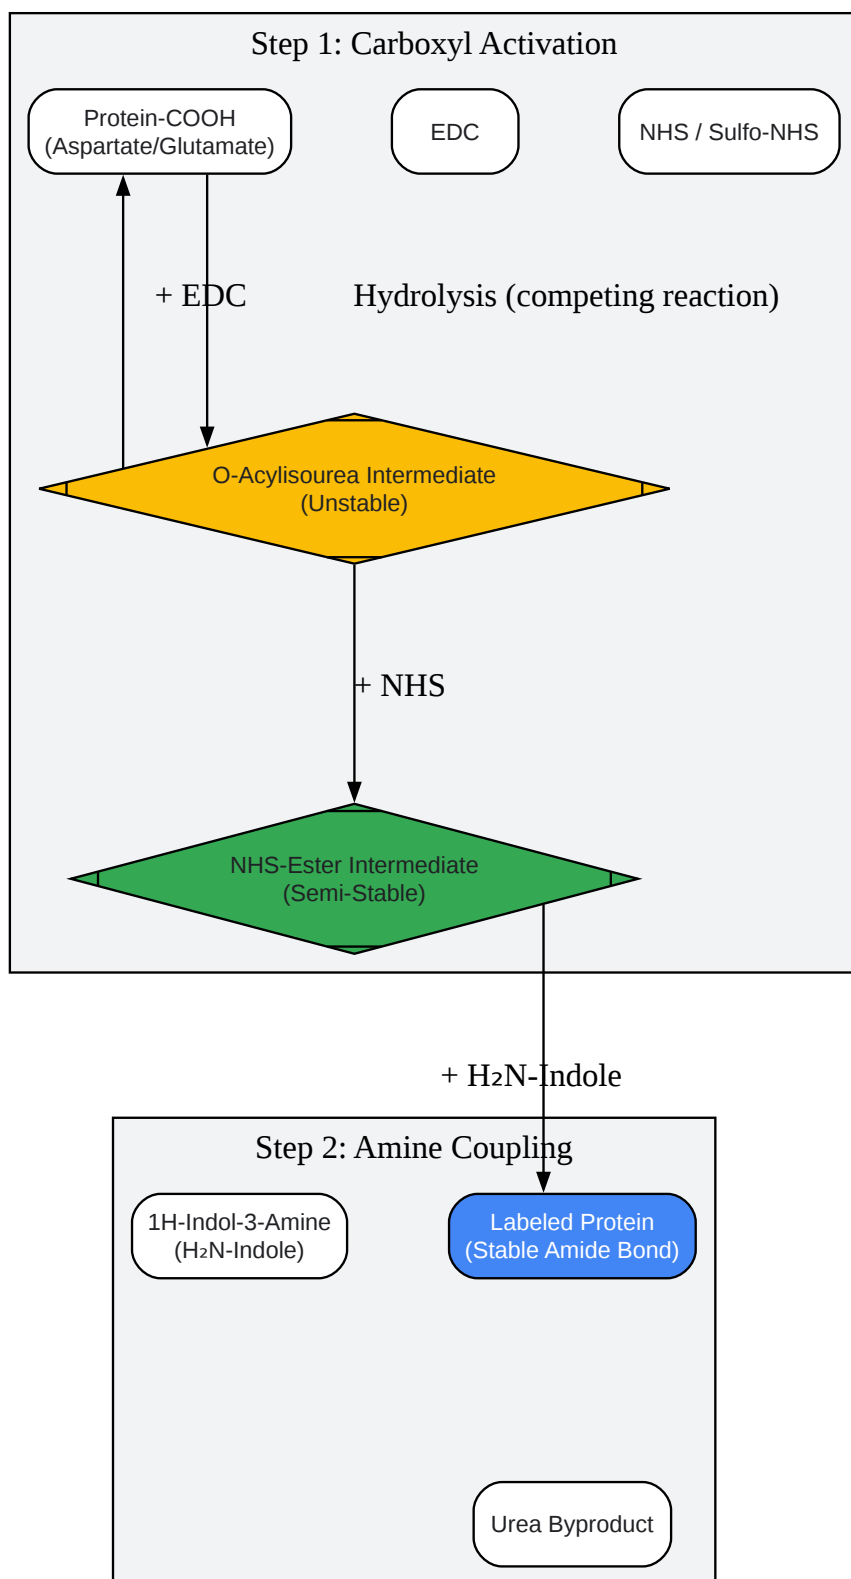 Step 1: Carboxyl Activation
Protein-COOH
(Aspartate/Glutamate)
EDC
NHS / Sulfo-NHS
+ EDC
Hydrolysis (competing reaction)
O-Acylisourea Intermediate
(Unstable)
+ NHS
NHS-Ester Intermediate
(Semi-Stable)
+ H₂N-Indole
Step 2: Amine Coupling
1H-Indol-3-Amine
(H₂N-Indole)
Labeled Protein
(Stable Amide Bond)
Urea Byproduct